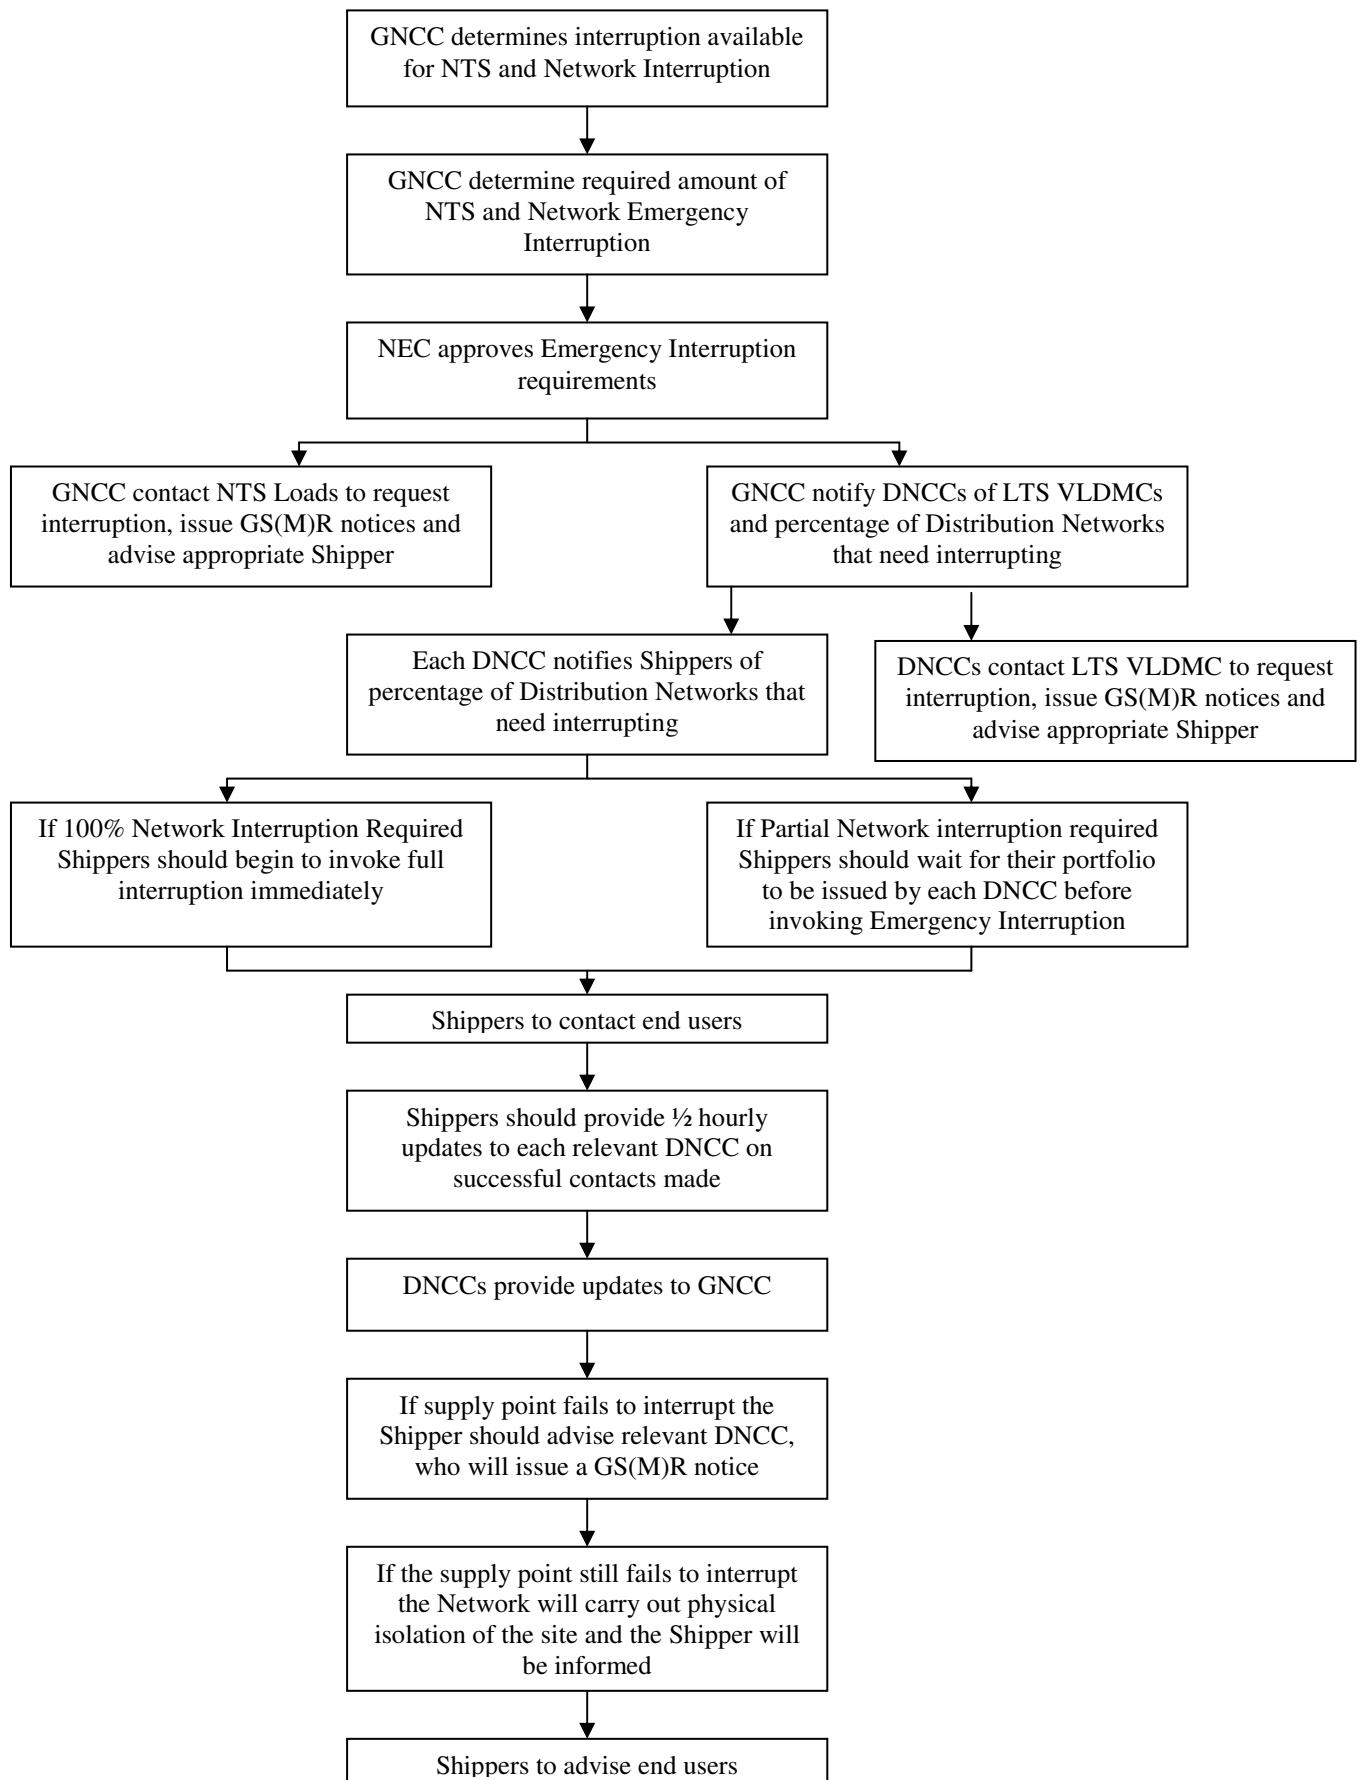 GNCC determines interruption available
for NTS and Network Interruption
GNCC determine required amount of
NTS and Network Emergency
Interruption
NEC approves Emergency Interruption
requirements
GNCC contact NTS Loads to request
interruption, issue GS(M)R notices and
advise appropriate Shipper
GNCC notify DNCCs of LTS VLDMCs
and percentage of Distribution Networks
that need interrupting
Each DNCC notifies Shippers of
percentage of Distribution Networks that
need interrupting
DNCCs contact LTS VLDMC to request
interruption, issue GS(M)R notices and
advise appropriate Shipper
If 100% Network Interruption Required
Shippers should begin to invoke full
interruption immediately
If Partial Network interruption required
Shippers should wait for their portfolio
to be issued by each DNCC before
invoking Emergency Interruption
Shippers to contact end users
Shippers should provide ½ hourly
updates to each relevant DNCC on
successful contacts made
DNCCs provide updates to GNCC
If supply point fails to interrupt the
Shipper should advise relevant DNCC,
who will issue a GS(M)R notice
If the supply point still fails to interrupt
the Network will carry out physical
isolation of the site and the Shipper will
be informed
Shippers to advise end users